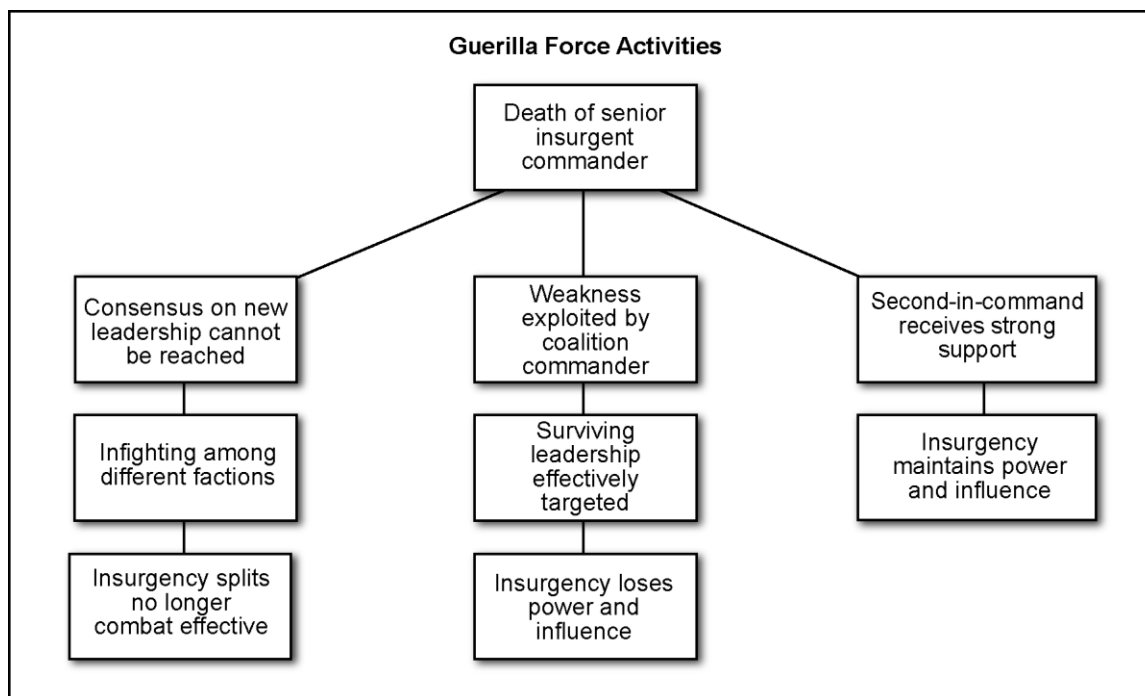 Guerilla Force Activities
Death of senior
insurgent
commander
Consensus on new
leadership cannot
be reached
Weakness
exploited by
coalition
commander
Second-in-command
receives strong
support
Infighting among
different factions
Surviving
leadership
effectively
targeted
Insurgency
maintains power
and influence
Insurgency splits
no longer
combat effective
Insurgency loses
power and
influence